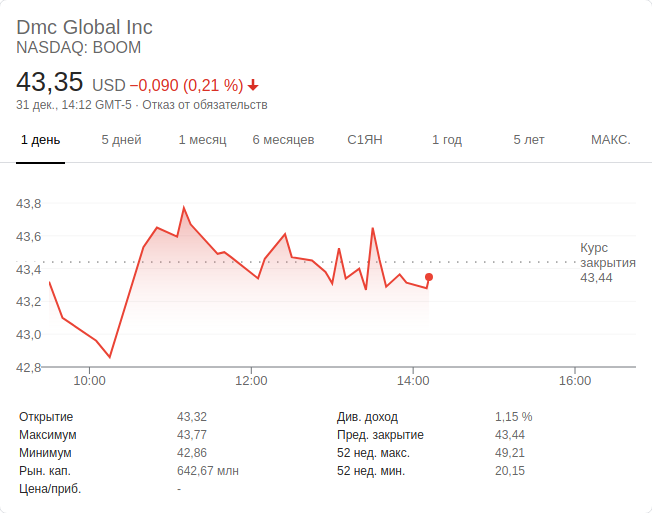 Dmc Global Inc
NASDAQ: BOOM
43,35 USD −0,090 (0,21 %)
31 дек., 14:12 GMT-5 · Отказ от обязательств
1 день 5 дней 1 месяц 6 месяцев С1ЯН 1 год 5 лет МАКС.
43,8
43,6
43,4
43,2
43,0
42,8
Курс
закрытия
43,44
10:00 12:00 14:00 16:00
Открытие 43,32 Див. доход 1,15 %
Максимум 43,77 Пред. закрытие 43,44
Минимум 42,86 52 нед. макс. 49,21
Рын. кап. 642,67 млн 52 нед. мин. 20,15
Цена/приб. -